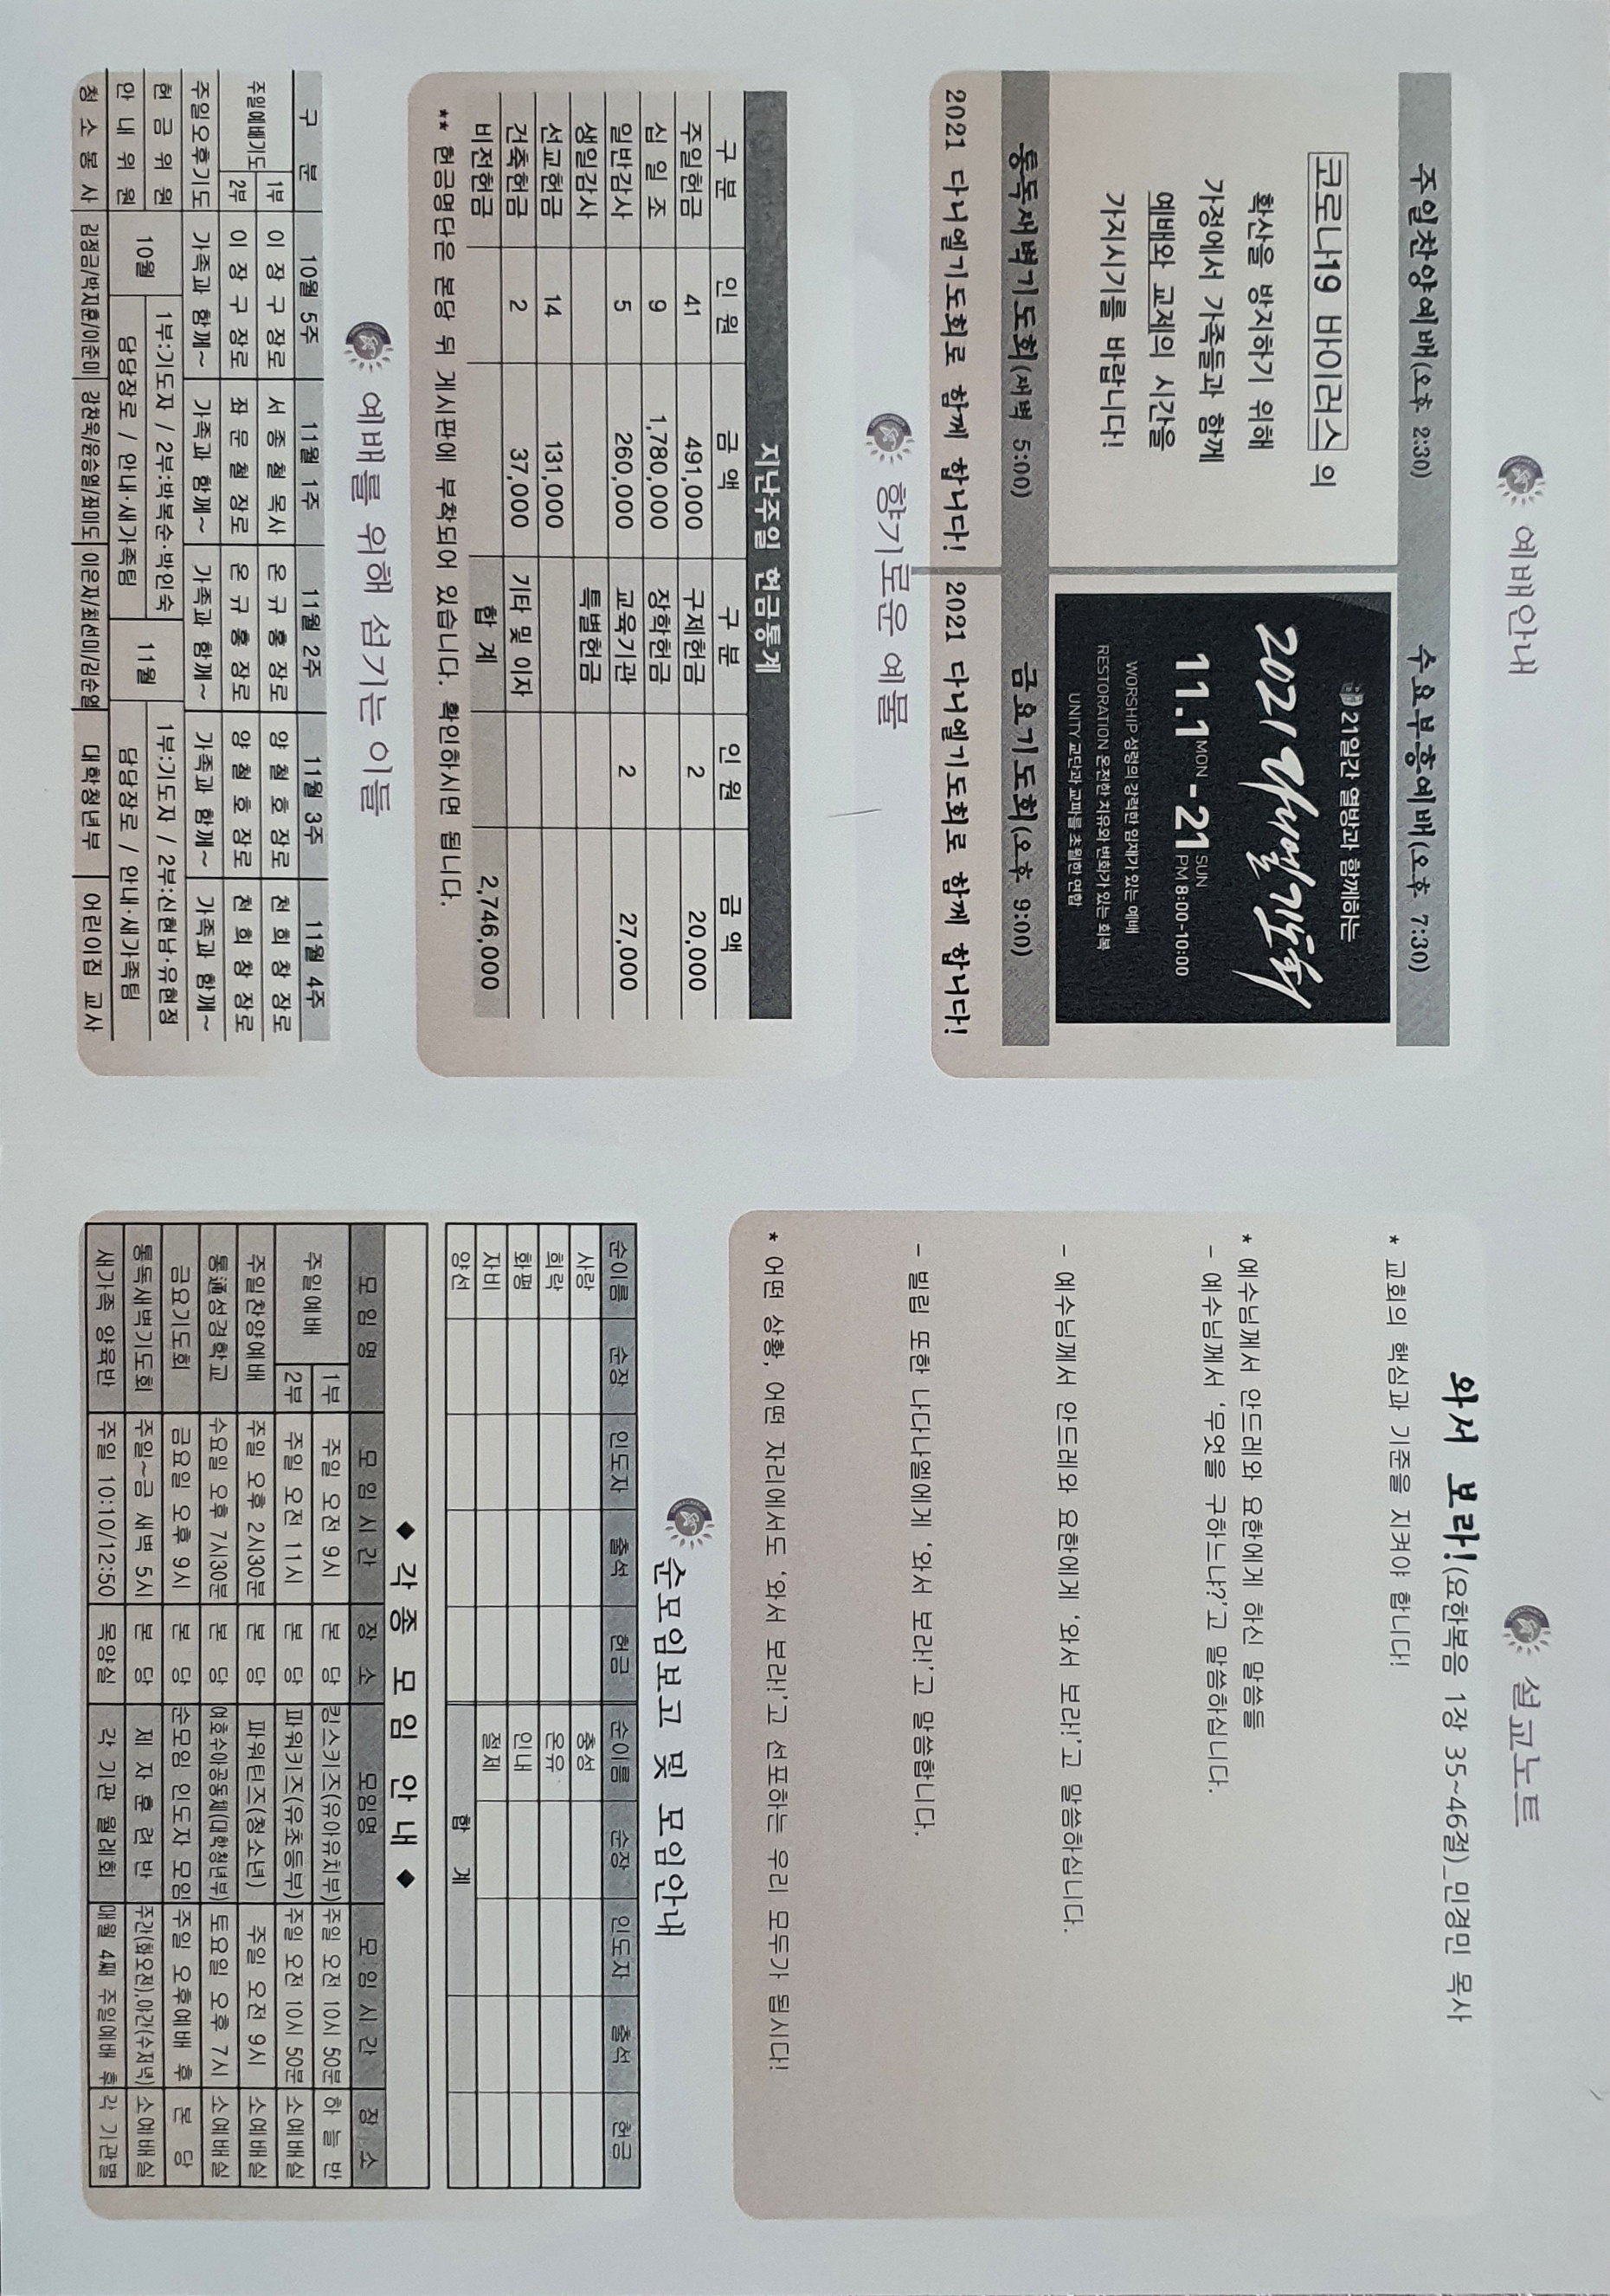 예배안내
주일찬양예배(오후 2:30) 수요부흥예배(오후 7:30)
코로나19 바이러스 의
확산을 방지하기 위해
가정에서 가족들과 함께
예배와 교제의 시간을
가지시기를 바랍니다!
21일간 열방과 함께하는
2021 다니엘기도회
11.1 MON - 21 SUN PM 8:00-10:00
WORSHIP 성령의 강력한 임재가 있는 예배
RESTORATION 온전한 치유와 변화가 있는 회복
UNITY 교단과 교파를 초월한 연합
통독새벽기도회(새벽 5:00) 금요기도회(오후 9:00)
2021 다니엘기도회로 함께 합니다! 2021 다니엘기도회로 함께 합니다!
향기로운 예물
지난주일 헌금통계
구 분 인 원 금 액 구 분 인 원 금 액
주일헌금 41 491,000 구제헌금 2 20,000
십 일 조 9 1,780,000 장학헌금
일반감사 5 260,000 교육기관 2 27,000
생일감사 특별헌금
선교헌금 14 131,000
건축헌금 2 37,000 기타 및 이자
비전헌금 합 계 2,746,000
** 헌금명단은 본당 뒤 게시판에 부착되어 있습니다. 확인하시면 됩니다.
예배를 위해 섬기는 이들
구 분 10월 5주 11월 1주 11월 2주 11월 3주 11월 4주
주일예배기도 1부 이 장 구 장로 서 종 철 목사 온 규 홍 장로 양 철 호 장로 천 희 창 장로
2부 이 장 구 장로 좌 문 철 장로 온 규 홍 장로 양 철 호 장로 천 희 창 장로
주일오후기도 가족과 함께~ 가족과 함께~ 가족과 함께~ 가족과 함께~ 가족과 함께~
헌 금 위 원 10월 1부:기도자 / 2부:박복순·박인숙 11월 1부:기도자 / 2부:신현남·유현정
안 내 위 원 담당장로 / 안내·새가족팀 담당장로 / 안내·새가족팀
청 소 봉 사 김정금/박지훈/이준미 강찬욱/윤승일/좌미도 이은지/최선미/김순열 대학청년부 어린이집 교사
설교노트
와서 보라!(요한복음 1장 35~46절)_민경민 목사
* 교회의 핵심과 기준을 지켜야 합니다!
* 예수님께서 안드레와 요한에게 하신 말씀들
- 예수님께서 '무엇을 구하느냐?'고 말씀하십니다.
- 예수님께서 안드레와 요한에게 '와서 보라!'고 말씀하십니다.
- 빌립 또한 나다나엘에게 '와서 보라!'고 말씀합니다.
* 어떤 상황, 어떤 자리에서도 '와서 보라!'고 선포하는 우리 모두가 됩시다!
순모임보고 및 모임안내
순이름 순장 인도자 출석 헌금 순이름 순장 인도자 출석 헌금
사랑 충성
희락 온유
화평 인내
자비 절제
양선 합 계
◆ 각 종 모 임 안 내 ◆
모 임 명 모 임 시 간 장 소 모임명 모 임 시 간 장 소
주일예배 1부 주일 오전 9시 본 당 킹스키즈(유아유치부) 주일 오전 10시 50분 하 늘 반
2부 주일 오전 11시 본 당 파워키즈(유초등부) 주일 오전 10시 50분 소예배실
주일찬양예배 주일 오후 2시30분 본 당 파워틴즈(청소년) 주일 오전 9시 소예배실
통通성경학교 수요일 오후 7시30분 본 당 여호수아공동체(대학청년부) 토요일 오후 7시 소예배실
금요기도회 금요일 오후 9시 본 당 순모임 인도자 모임 주일 오후예배 후 본 당
통독새벽기도회 주일~금 새벽 5시 본 당 제 자 훈 련 반 주간(화오전),야간(수저녁) 소예배실
새가족 양육반 주일 10:10/12:50 목양실 각 기관 월례회 매월 4째 주일예배 후 각 기관별